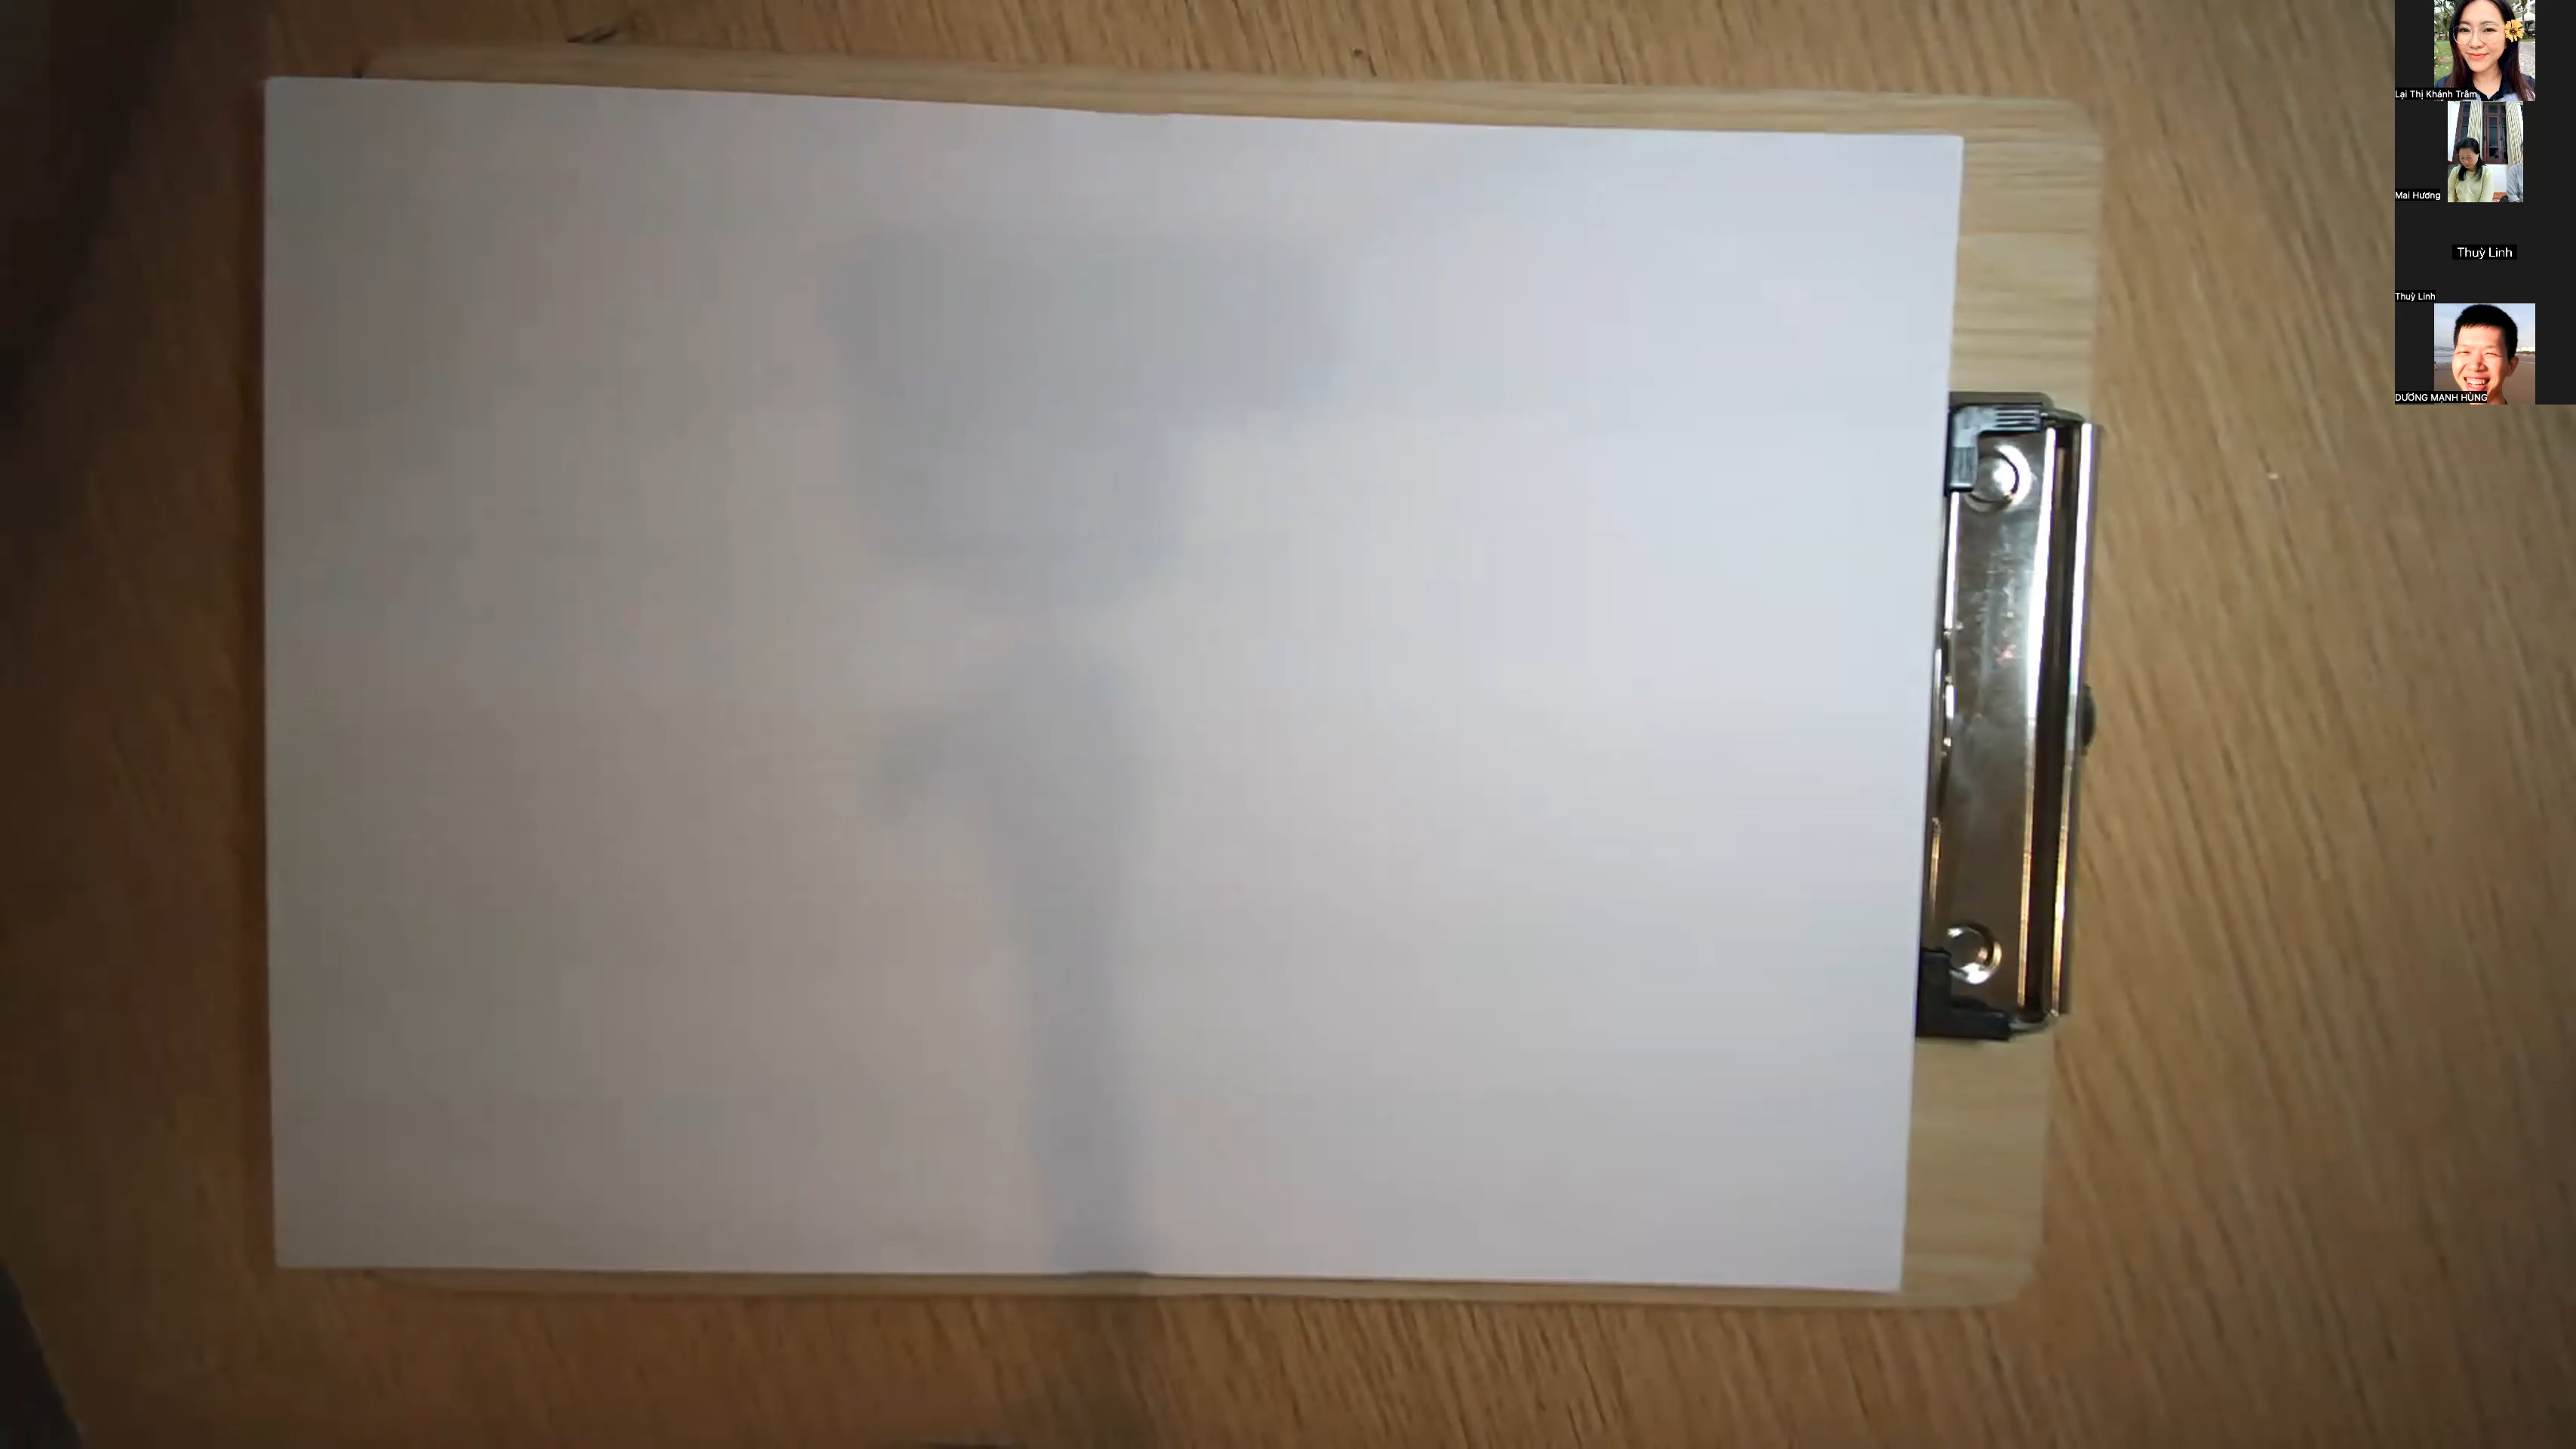 Lại Thị Khánh Trâm
Mai Hương
Thuỳ Linh
Thuỳ Linh
DƯƠNG MẠNH HÙNG